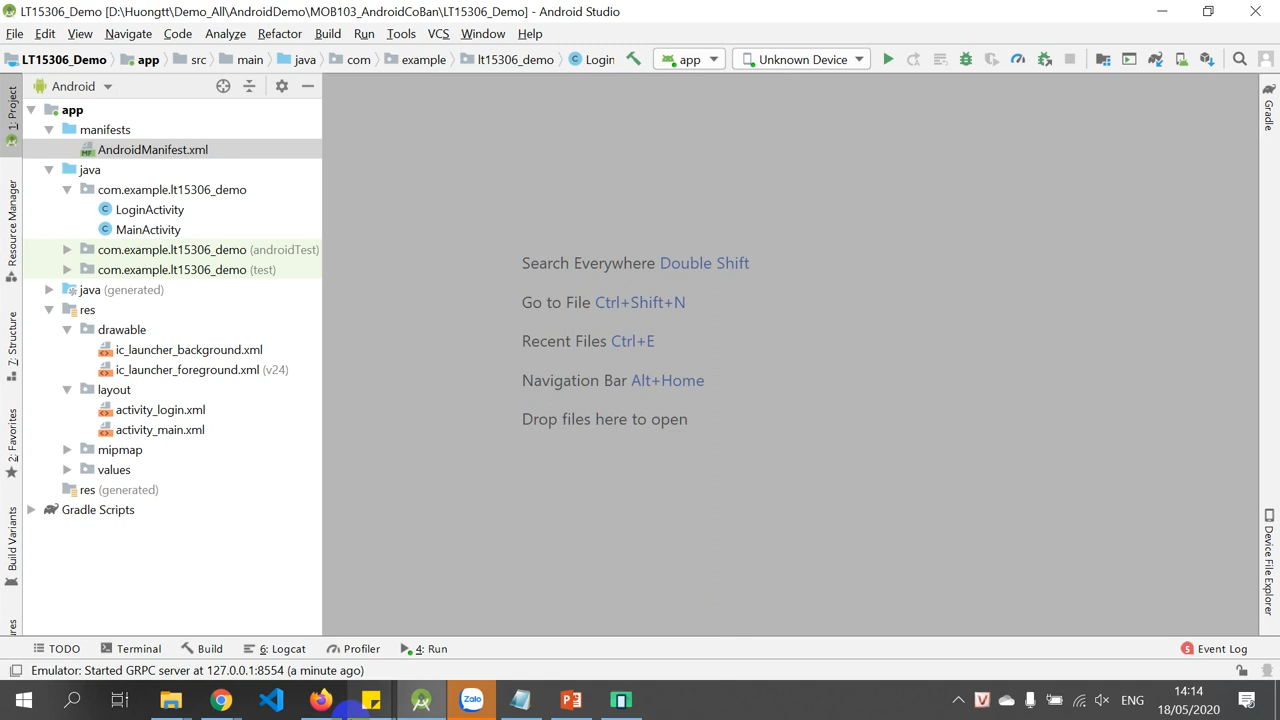 LT15306_Demo [D:\Huongtt\Demo_All\AndroidDemo\MOB103_AndroidCoBan\LT15306_Demo] - Android Studio
File Edit View Navigate Code Analyze Refactor Build Run Tools VCS Window Help
LT15306_Demo app src main java com example lt15306_demo Login app Unknown Device
1: Project
Resource Manager
7: Structure
2: Favorites
Build Variants
Android
app
manifests
AndroidManifest.xml
java
com.example.lt15306_demo
LoginActivity
MainActivity
com.example.lt15306_demo (androidTest)
com.example.lt15306_demo (test)
java (generated)
res
drawable
ic_launcher_background.xml
ic_launcher_foreground.xml (v24)
layout
activity_login.xml
activity_main.xml
mipmap
values
res (generated)
Gradle Scripts
Search Everywhere Double Shift
Go to File Ctrl+Shift+N
Recent Files Ctrl+E
Navigation Bar Alt+Home
Drop files here to open
Gradle
Device File Explorer
TODO Terminal Build 6: Logcat Profiler 4: Run 5 Event Log
Emulator: Started GRPC server at 127.0.0.1:8554 (a minute ago)
Zalo
ENG
14:14
18/05/2020